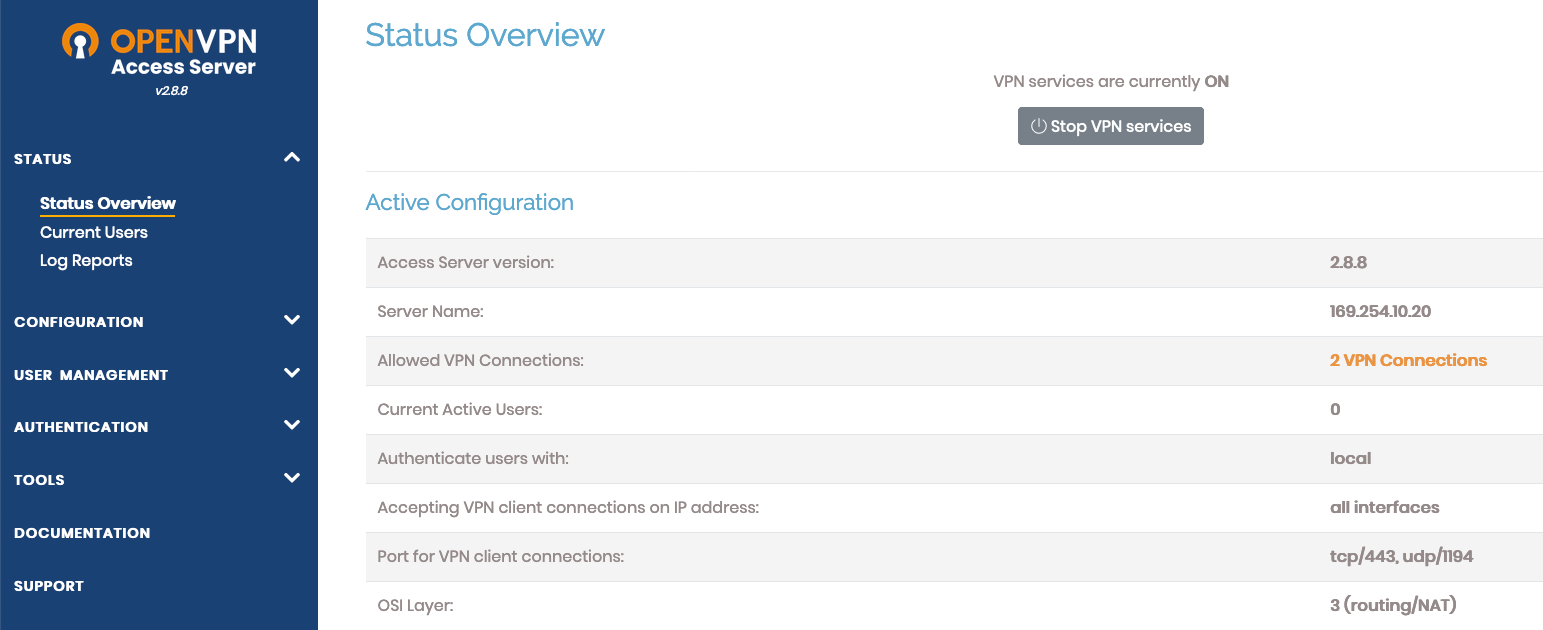 OPENVPN
Access Server
v2.8.8
STATUS
Status Overview
Current Users
Log Reports
CONFIGURATION
USER MANAGEMENT
AUTHENTICATION
TOOLS
DOCUMENTATION
SUPPORT
Status Overview
VPN services are currently ON
Stop VPN services
Active Configuration
Access Server version: 2.8.8
Server Name: 169.254.10.20
Allowed VPN Connections: 2 VPN Connections
Current Active Users: 0
Authenticate users with: local
Accepting VPN client connections on IP address: all interfaces
Port for VPN client connections: tcp/443, udp/1194
OSI Layer: 3 (routing/NAT)